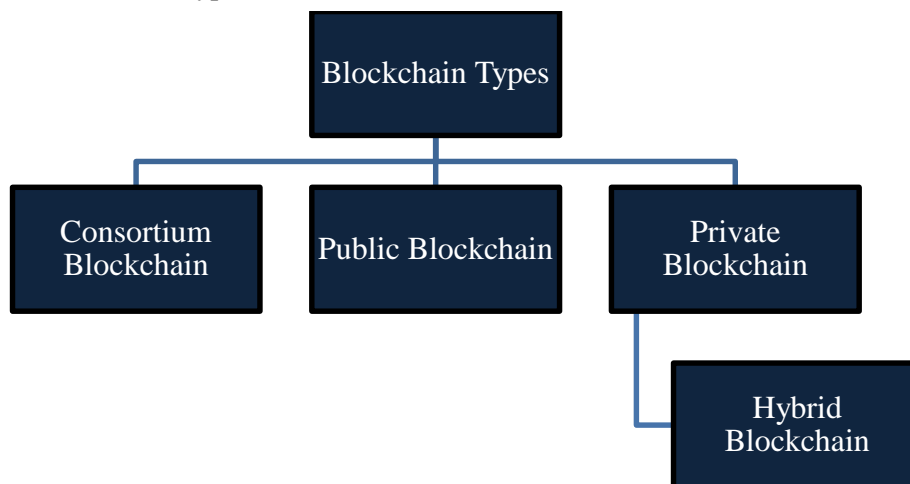 Blockchain Types
Consortium
Blockchain
Public Blockchain
Private
Blockchain
Hybrid
Blockchain